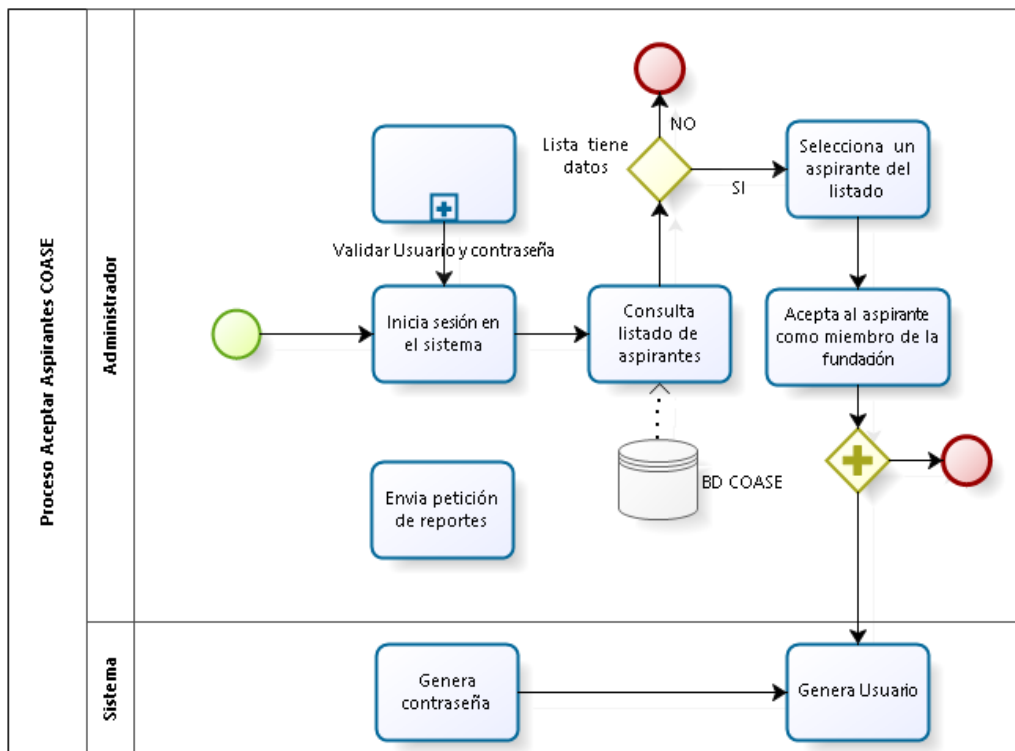 Proceso Aceptar Aspirantes COASE
Administrador
NO
Lista tiene
datos
SI
Selecciona un
aspirante del
listado
Validar Usuario y contraseña
Inicia sesión en
el sistema
Consulta
listado de
aspirantes
Acepta al aspirante
como miembro de la
fundación
BD COASE
Envia petición
de reportes
Sistema
Genera
contraseña
Genera Usuario